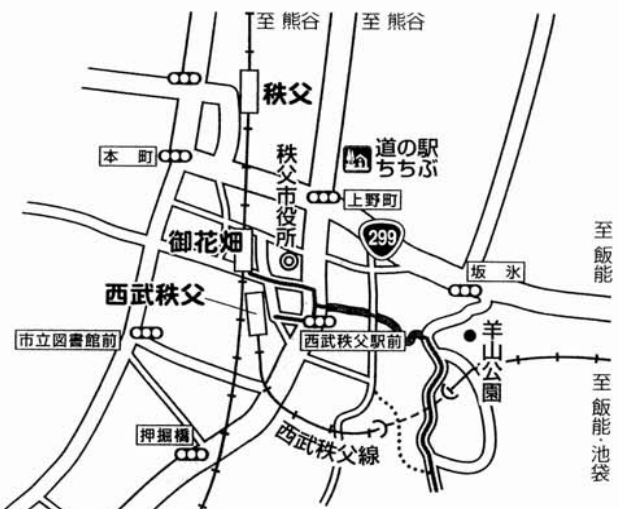 至 熊谷
至 熊谷
秩父
道の駅
ちちぶ
本町
秩父市役所
上野町
299
御花畑
至 飯能
坂氷
西武秩父
市立図書館前
西武秩父駅前
羊山公園
至 飯能・池袋
押掘橋
西武秩父線